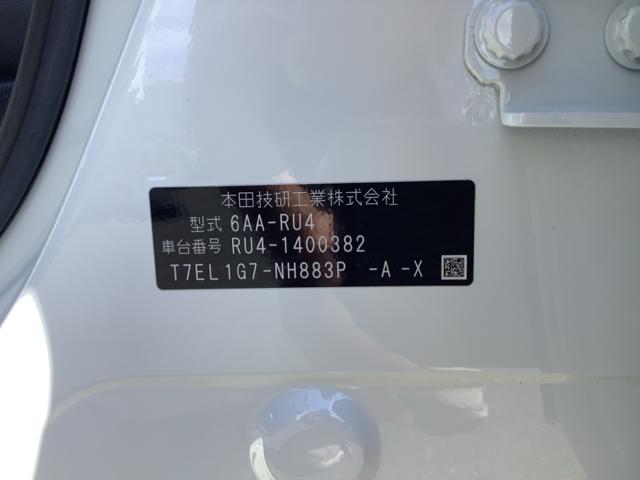 本田技研工業株式会社
型式 6AA-RU4
車台番号 RU4-1400382
T7EL1G7-NH883P -A-X